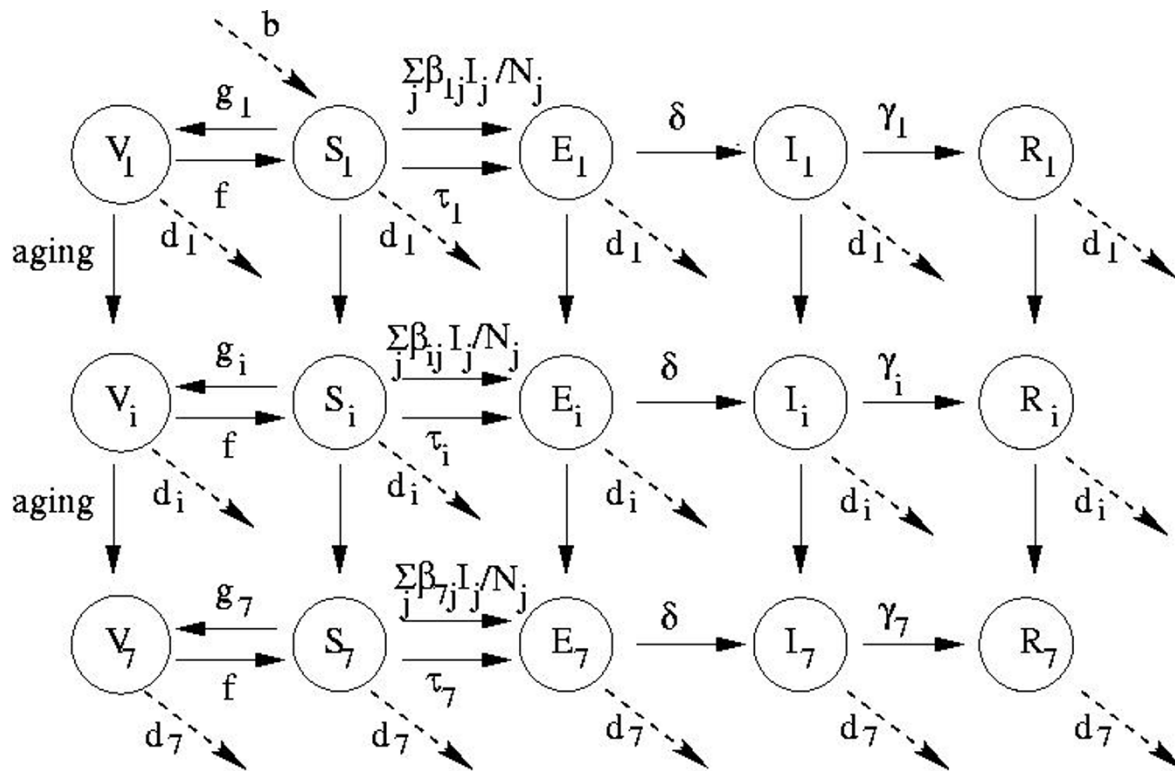 b
g₁ Σⱼβ₁ⱼIⱼ/Nⱼ δ γ₁
V₁ S₁ E₁ I₁ R₁
f τ₁
aging d₁ d₁ d₁ d₁ d₁
gᵢ Σⱼβᵢⱼ Iⱼ/Nⱼ δ γᵢ
Vᵢ Sᵢ Eᵢ Iᵢ Rᵢ
f τᵢ
aging dᵢ dᵢ dᵢ dᵢ dᵢ
g₇ Σⱼβ₇ⱼIⱼ/Nⱼ δ γ₇
V₇ S₇ E₇ I₇ R₇
f τ₇
d₇ d₇ d₇ d₇ d₇